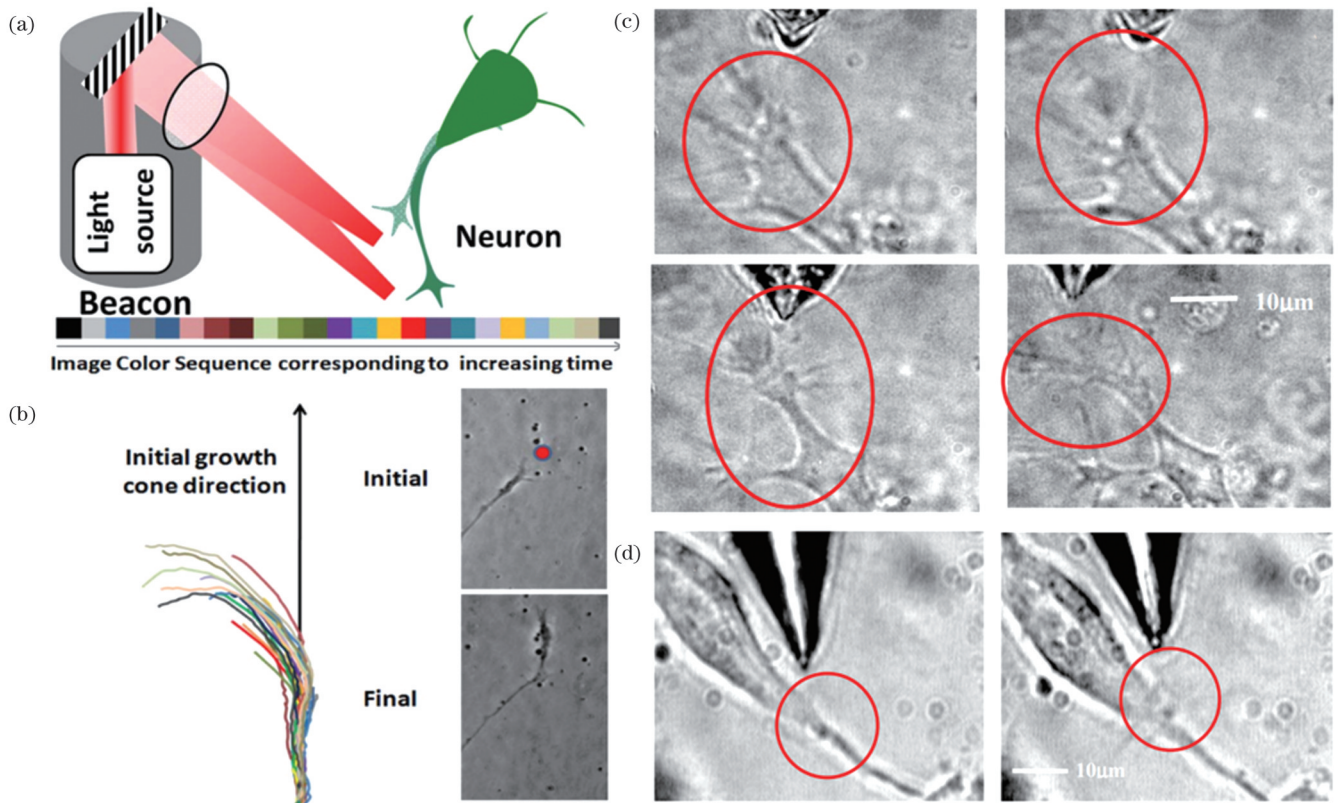 (a)
Light
source
Beacon
Neuron
Image Color Sequence corresponding to increasing time
(b)
Initial growth
cone direction
Initial
Final
(c)
10μm
(d)
10μm